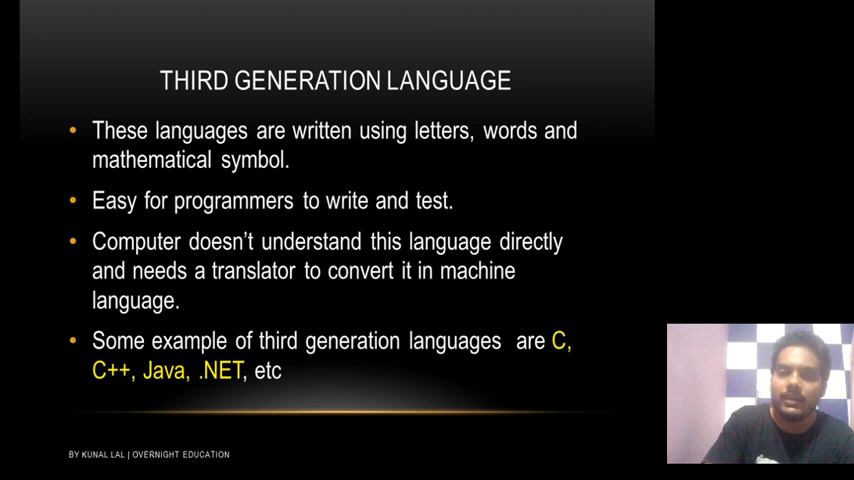 THIRD GENERATION LANGUAGE
• These languages are written using letters, words and
mathematical symbol.
• Easy for programmers to write and test.
• Computer doesn't understand this language directly
and needs a translator to convert it in machine
language.
• Some example of third generation languages are C,
C++, Java, .NET, etc
BY KUNAL LAL | OVERNIGHT EDUCATION